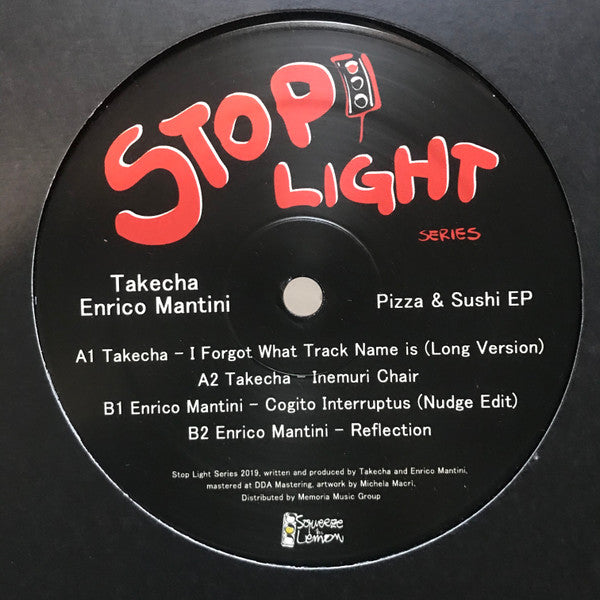 STOP
LIGHT
SERIES
Takecha
Enrico Mantini
Pizza & Sushi EP
A1 Takecha – I Forgot What Track Name is (Long Version)
A2 Takecha – Inemuri Chair
B1 Enrico Mantini – Cogito Interruptus (Nudge Edit)
B2 Enrico Mantini – Reflection
Stop Light Series 2019, written and produced by Takecha and Enrico Mantini,
mastered at DDA Mastering, artwork by Michela Macrì,
Distributed by Memoria Music Group
Squeeze
Lemon